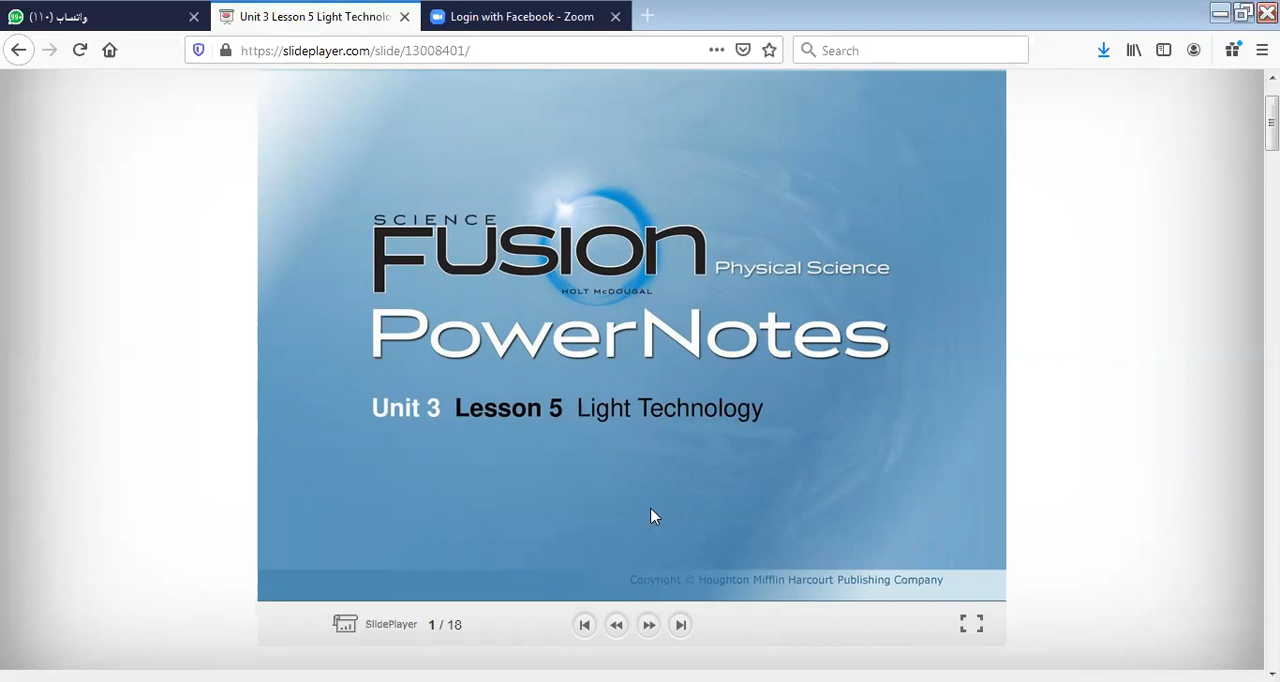 واتساب (١١٠)
Unit 3 Lesson 5 Light Technolo
Login with Facebook - Zoom
https://slideplayer.com/slide/13008401/
Search
SCIENCE
FUSION
HOLT McDOUGAL
Physical Science
PowerNotes
Unit 3 Lesson 5 Light Technology
Copyright © Houghton Mifflin Harcourt Publishing Company
SlidePlayer 1 / 18